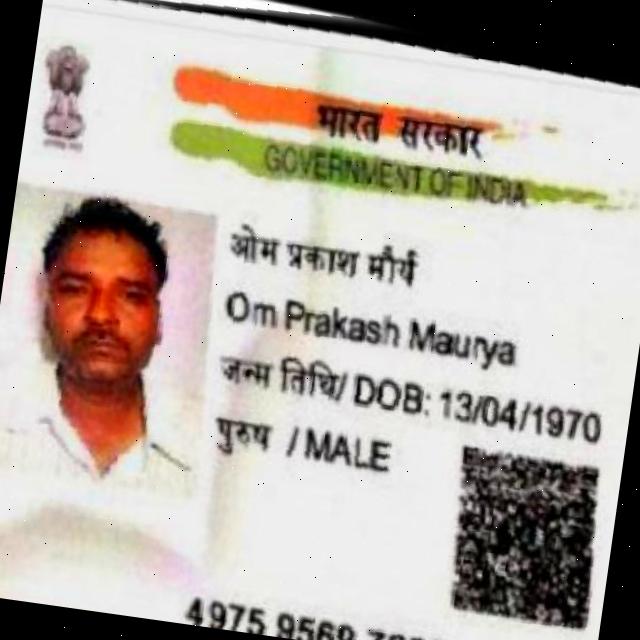 भारत सरकार
GOVERNMENT OF INDIA
ओम प्रकाश मौर्य
Om Prakash Maurya
जन्म तिथि/ DOB: 13/04/1970
पुरुष / MALE
4975 9569